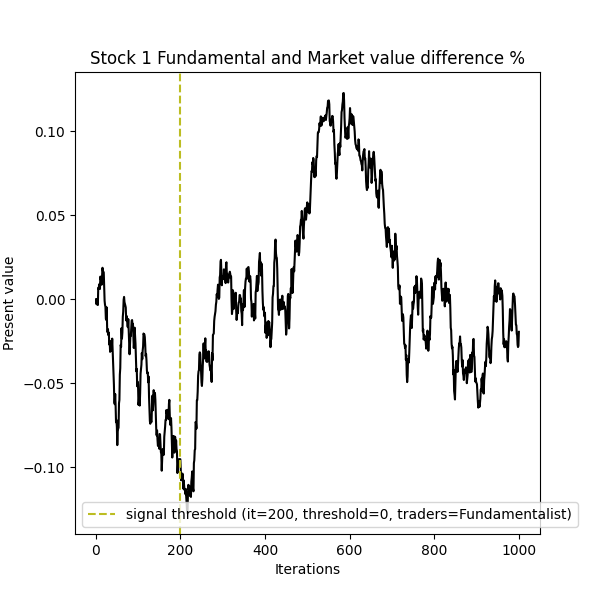 Stock 1 Fundamental and Market value difference %
Present value
0.10
0.05
0.00
−0.05
−0.10
signal threshold (it=200, threshold=0, traders=Fundamentalist)
0 200 400 600 800 1000
Iterations